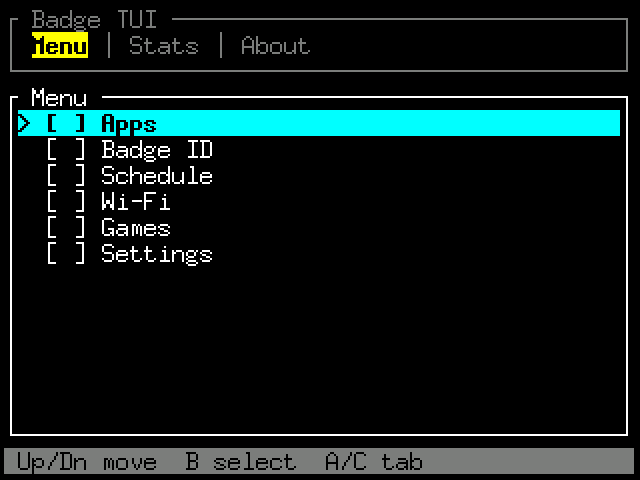 Badge TUI
Menu | Stats | About
Menu
> [ ] Apps
[ ] Badge ID
[ ] Schedule
[ ] Wi-Fi
[ ] Games
[ ] Settings
Up/Dn move  B select  A/C tab